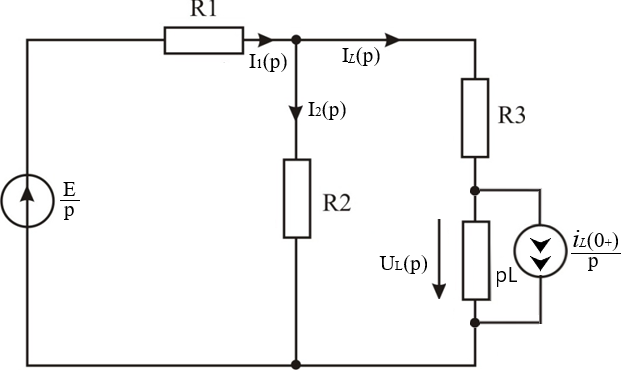 R1
I1(p)
IL(p)
I2(p)
R3
E
p
R2
UL(p)
pL
iL(0+)
p